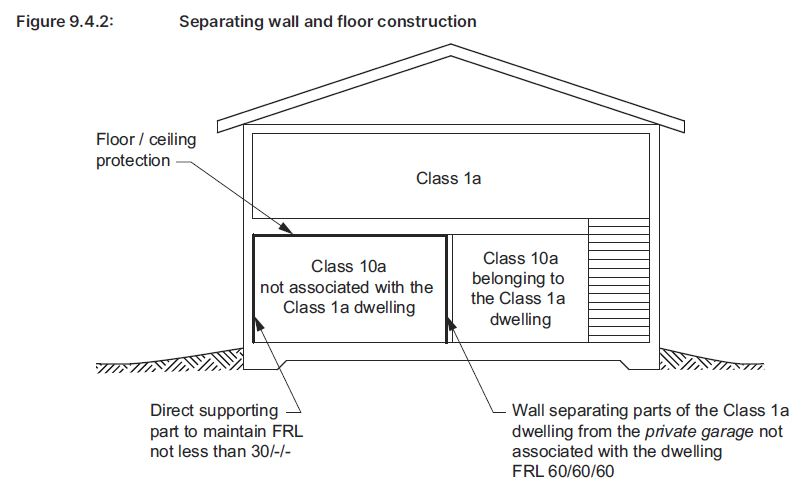 Figure 9.4.2: Separating wall and floor construction
Floor / ceiling
protection
Class 1a
Class 10a
not associated with the
Class 1a dwelling
Class 10a
belonging to
the Class 1a
dwelling
Direct supporting
part to maintain FRL
not less than 30/-/-
Wall separating parts of the Class 1a
dwelling from the private garage not
associated with the dwelling
FRL 60/60/60